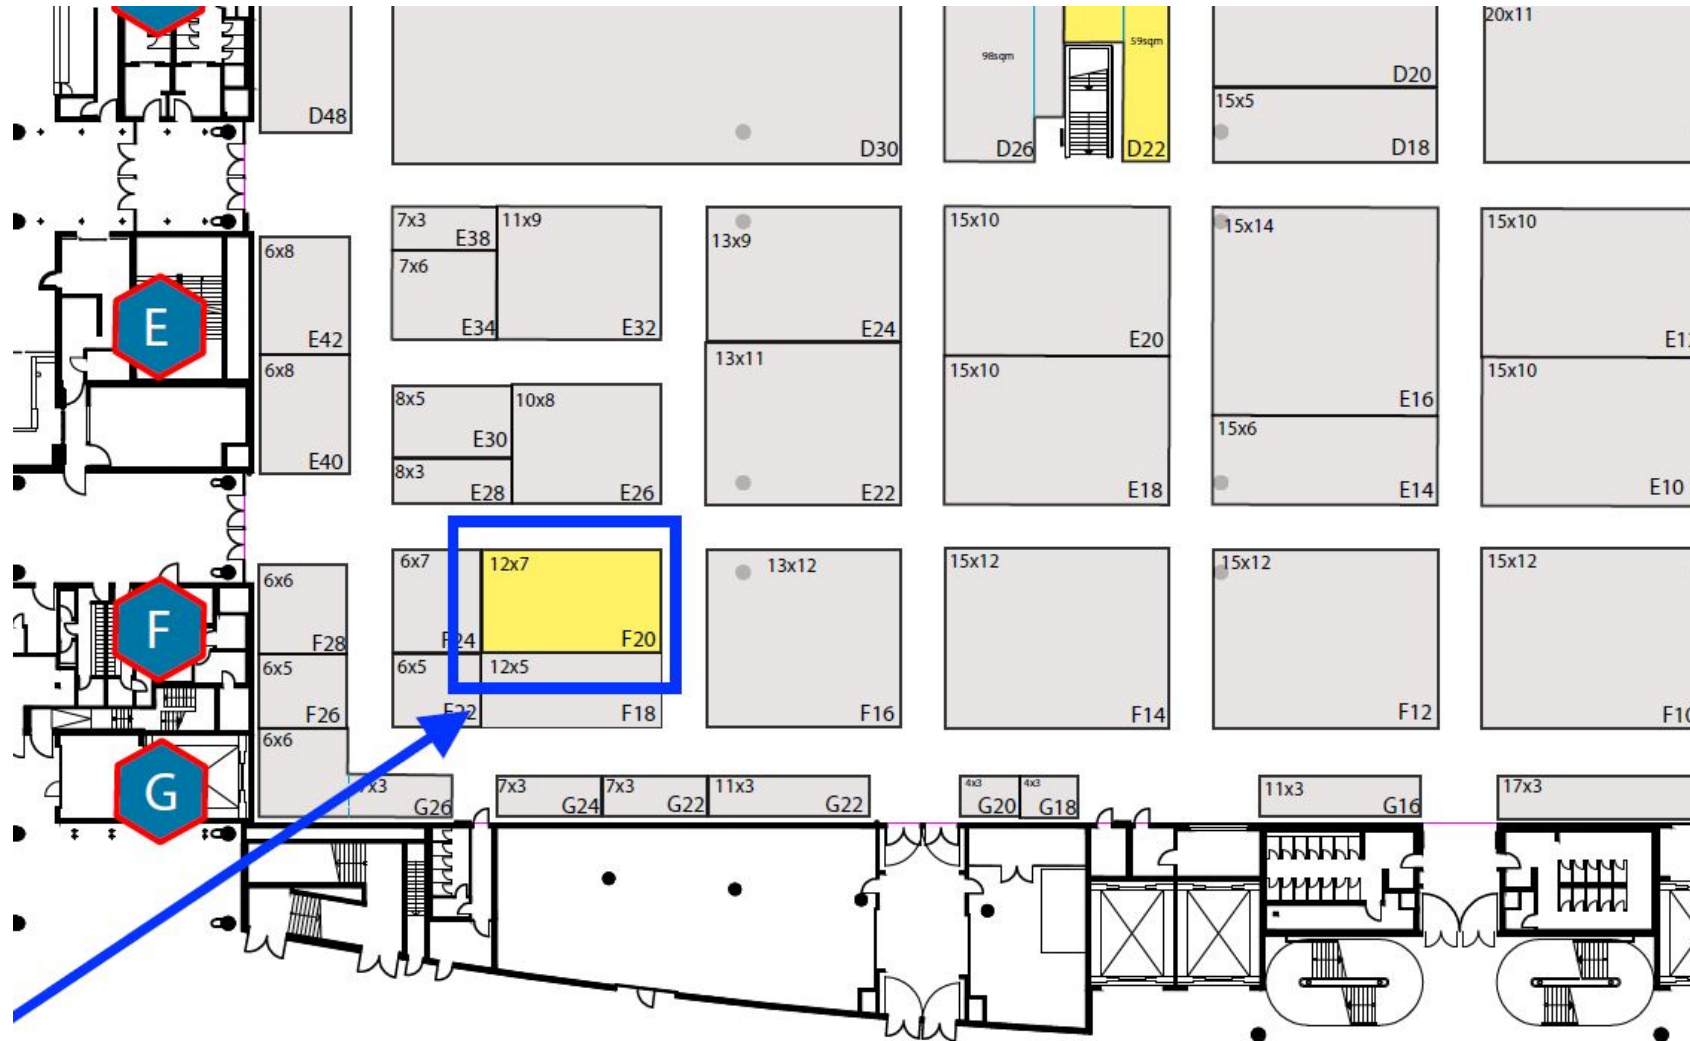 20x11
98sqm
59sqm
D20
15x5
D48
D30
D26
D22
D18
7x3
E38
11x9
13x9
15x10
15x14
15x10
6x8
7x6
E42
E34
E32
E24
E20
E16
6x8
13x11
15x10
15x10
8x5
10x8
E30
15x6
E40
8x3
E28
E26
E22
E18
E14
E10
E
6x7
12x7
13x12
15x12
15x12
15x12
6x6
F
F28
F24
F20
6x5
6x5
12x5
F26
F22
F18
F16
F14
F12
F10
6x6
G
7x3
G26
7x3
G24
7x3
G22
11x3
G22
4x3
G20
4x3
G18
11x3
G16
17x3